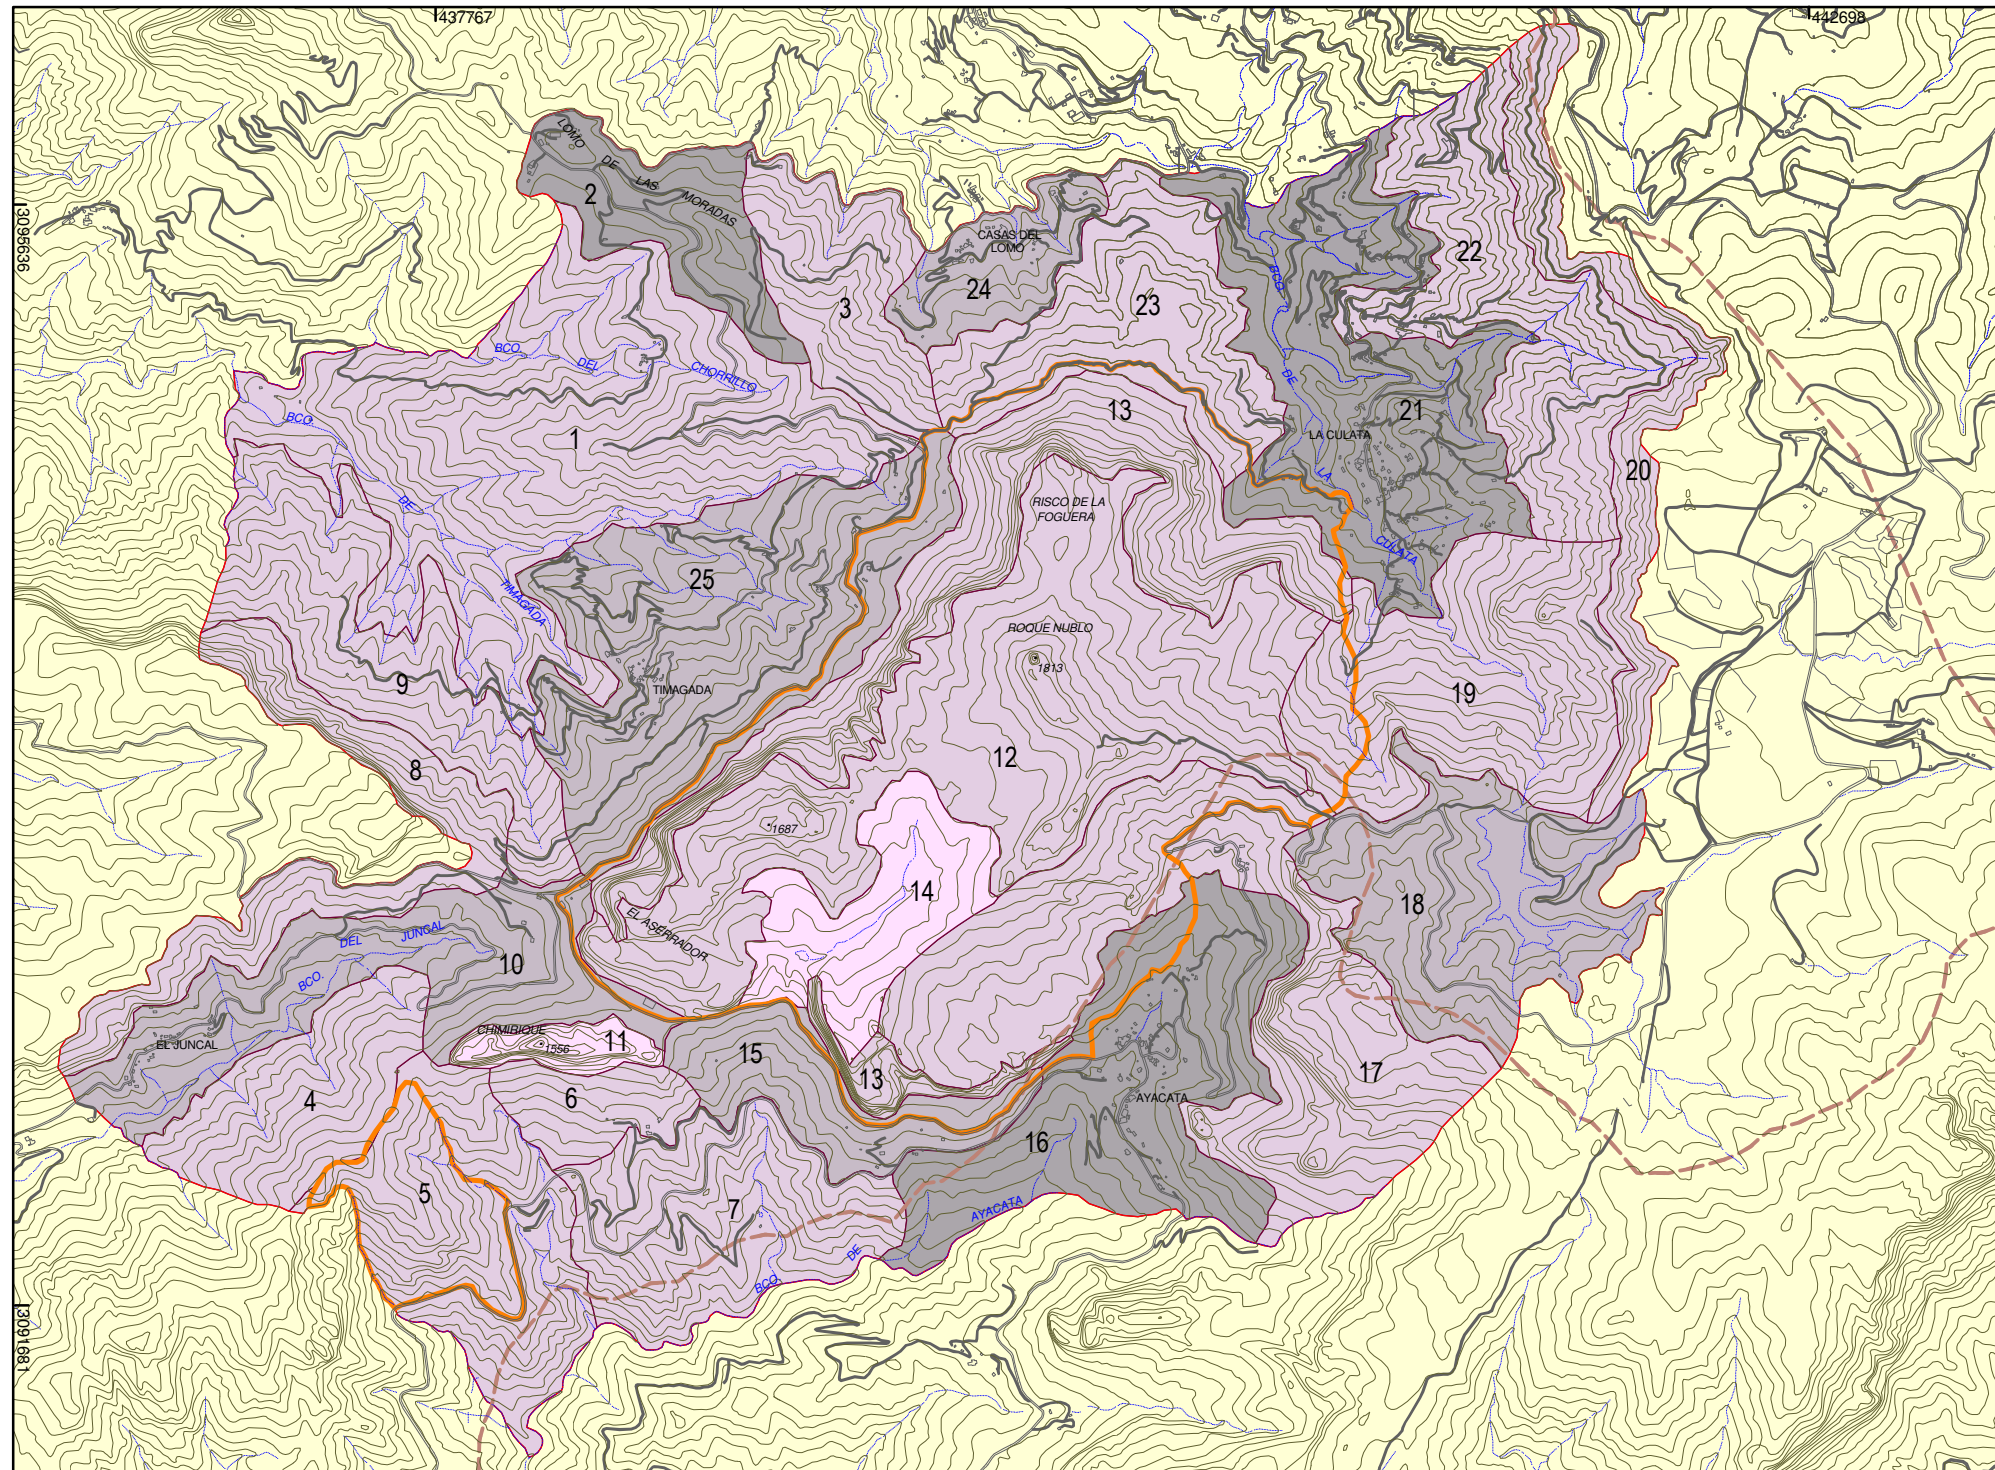 437767
442698
3095636
3091681
LOMO
DE
LAS
MORADAS
2
3
CASAS DEL
LOMO
24
23
22
BCO.
DE
LA
CULATA
BCO.
DEL
CHORRILLO
13
21
LA CULATA
20
BCO.
DE
TIMAGADA
1
RISCO DE LA
FOGUERA
25
ROQUE NUBLO
1813
TIMAGADA
9
19
8
12
1687
14
18
EL ASERRADOR
BCO.
DEL
JUNCAL
10
EL JUNCAL
CHIMIRIQUE
1556
11
15
13
17
4
6
AYACATA
16
5
7
BCO.
DE
AYACATA